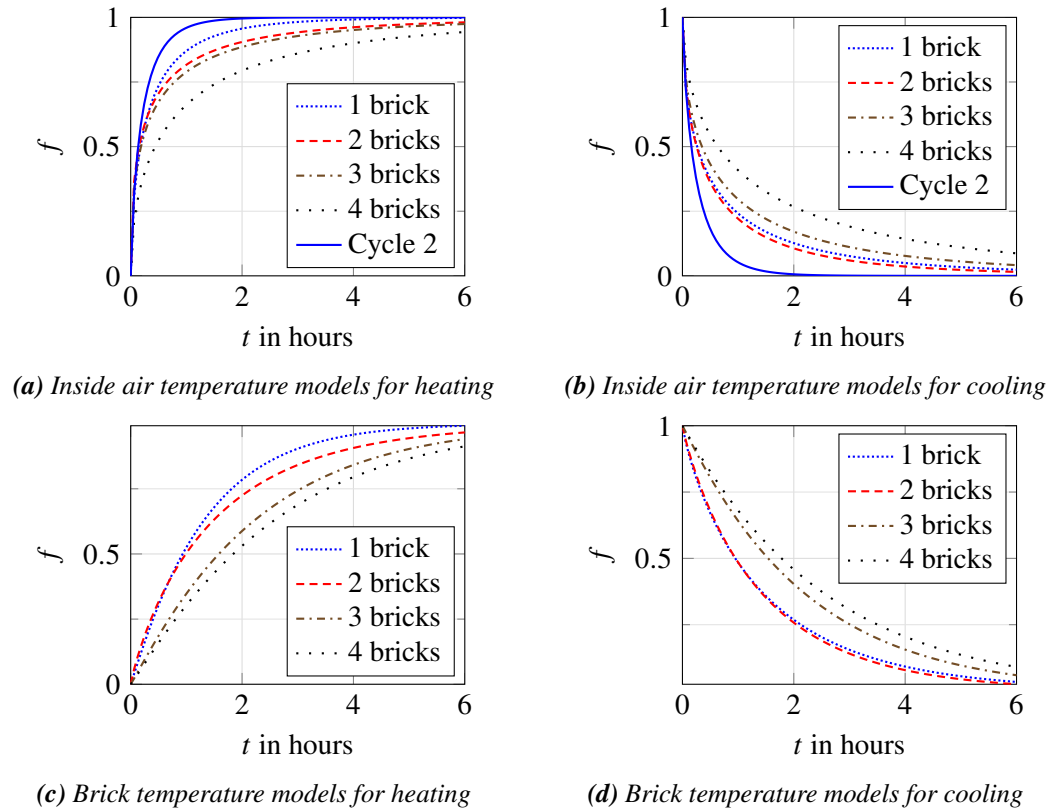 1
0.5
0
f
0 2 4 6
t in hours
1 brick
2 bricks
3 bricks
4 bricks
Cycle 2
(a) Inside air temperature models for heating
1
0.5
0
f
0 2 4 6
t in hours
1 brick
2 bricks
3 bricks
4 bricks
Cycle 2
(b) Inside air temperature models for cooling
0.5
0
f
0 2 4 6
t in hours
1 brick
2 bricks
3 bricks
4 bricks
(c) Brick temperature models for heating
1
0.5
f
0 2 4 6
t in hours
1 brick
2 bricks
3 bricks
4 bricks
(d) Brick temperature models for cooling